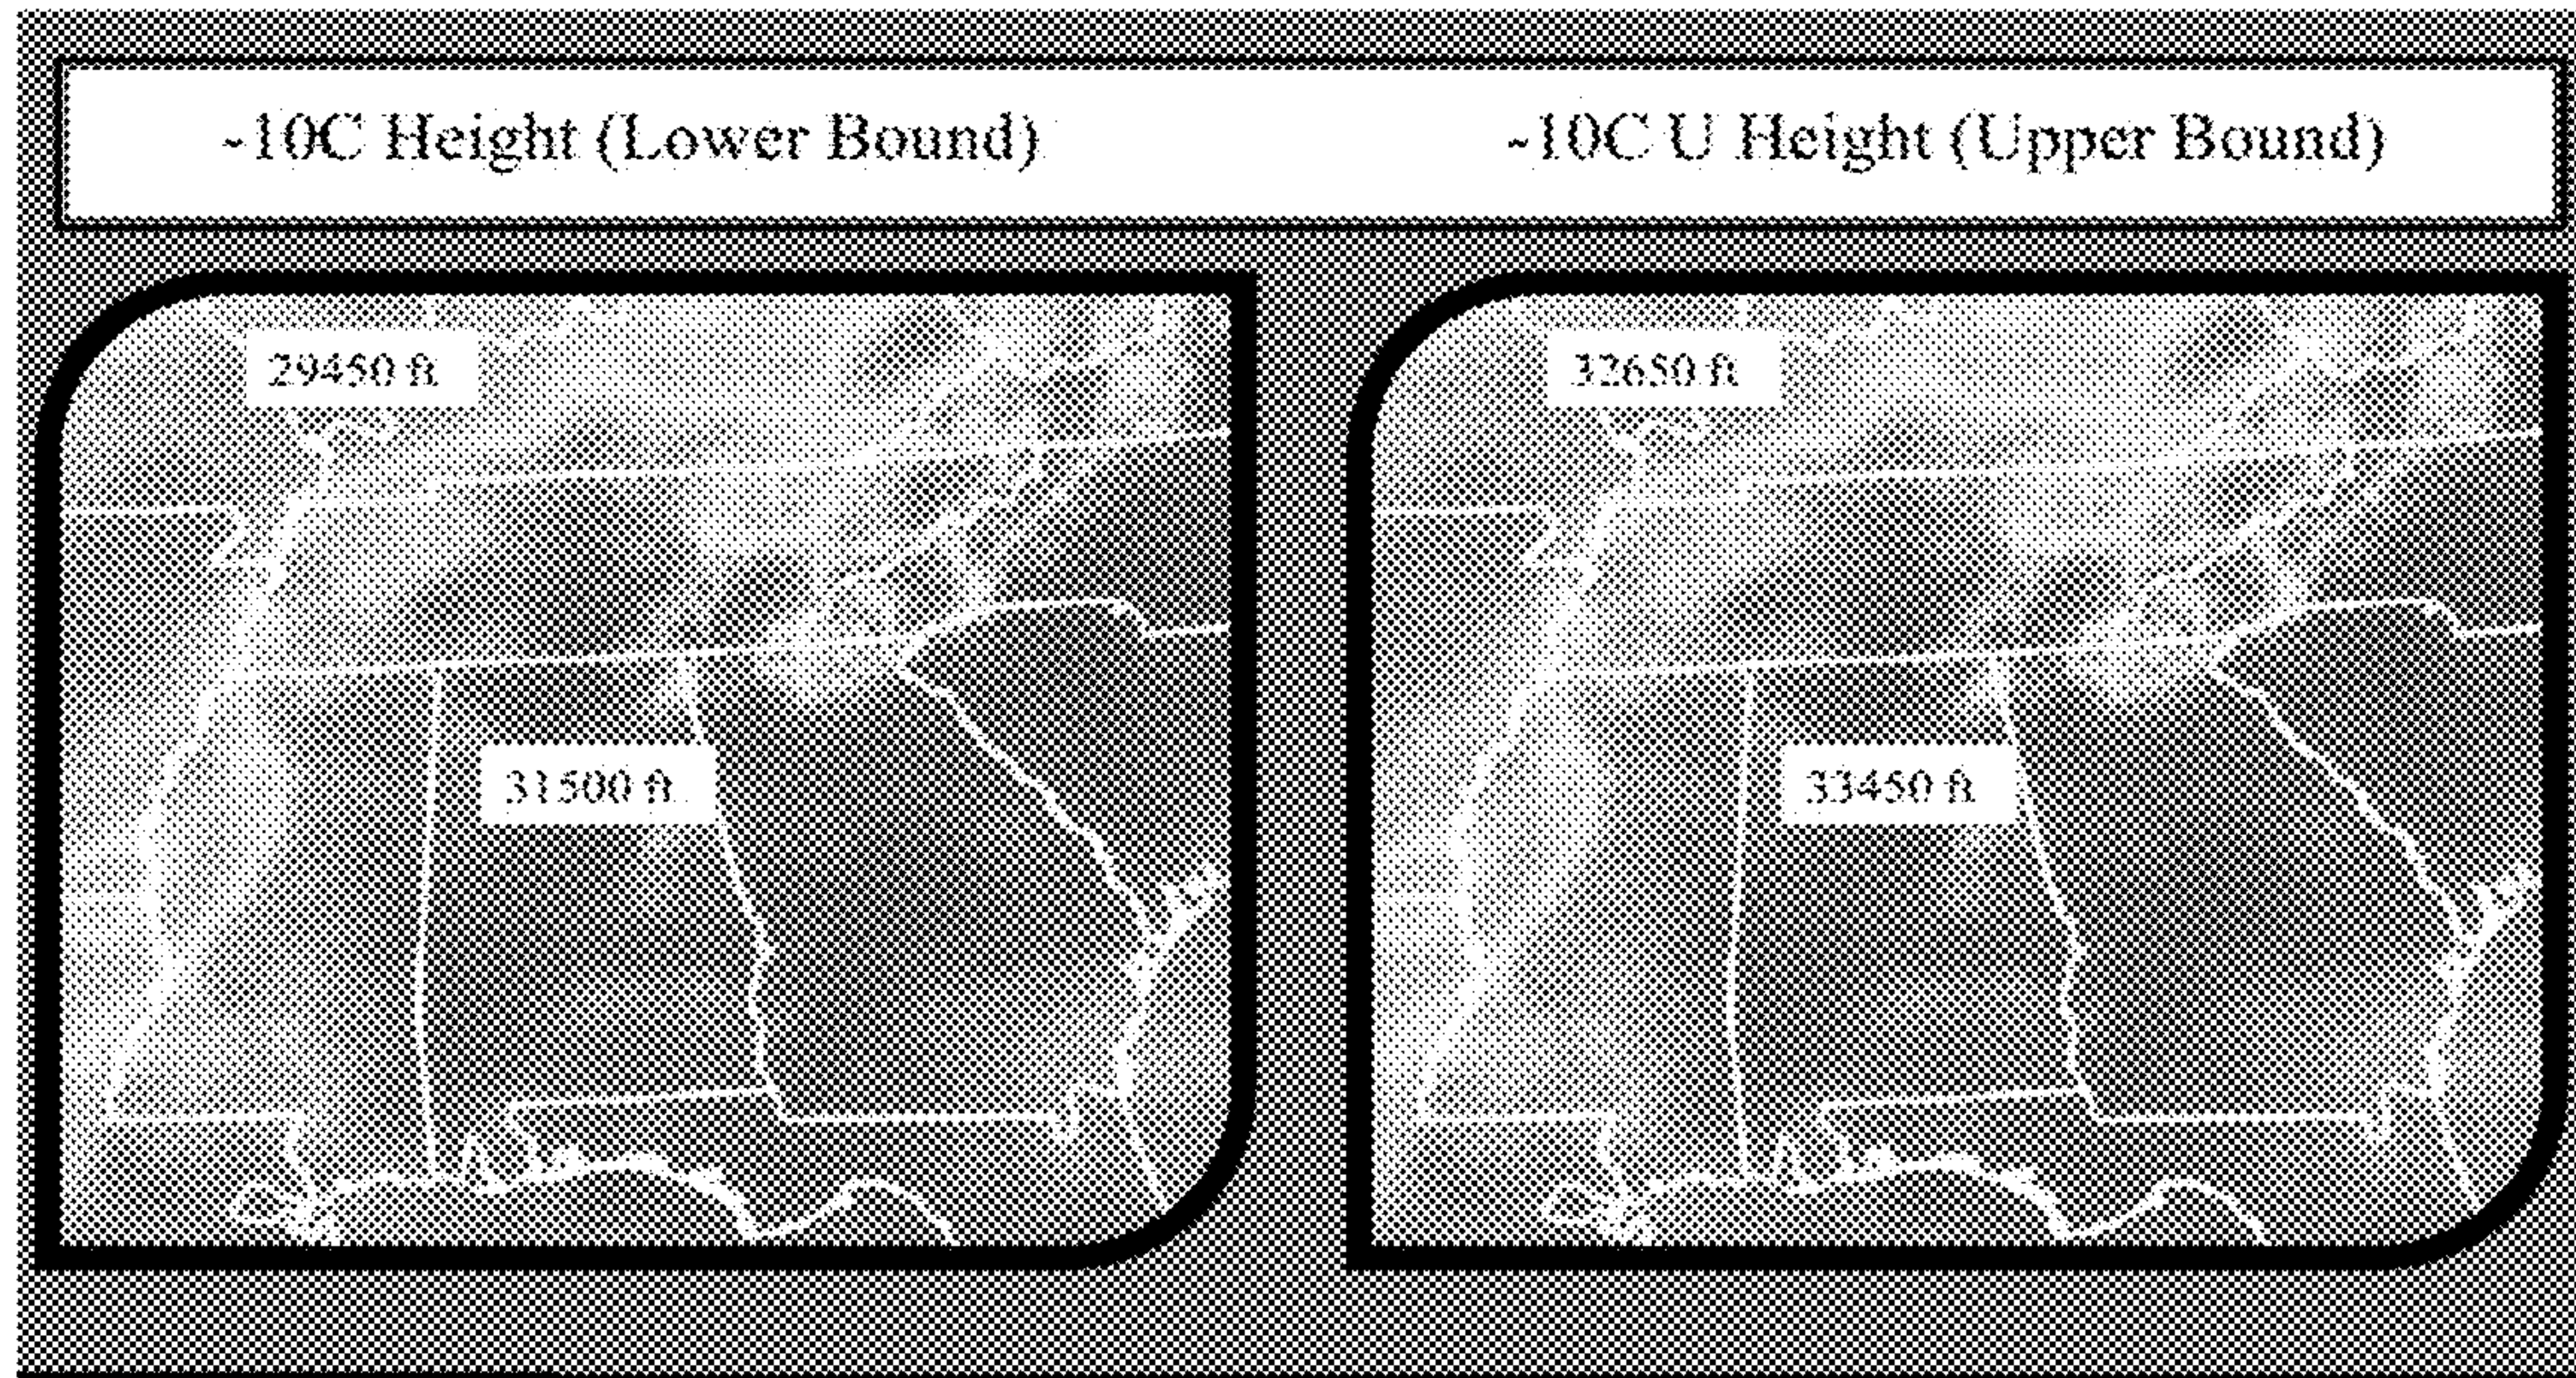 -10C Height (Lower Bound)
-10C U Height (Upper Bound)
29450 ft
31500 ft
32650 ft
33450 ft